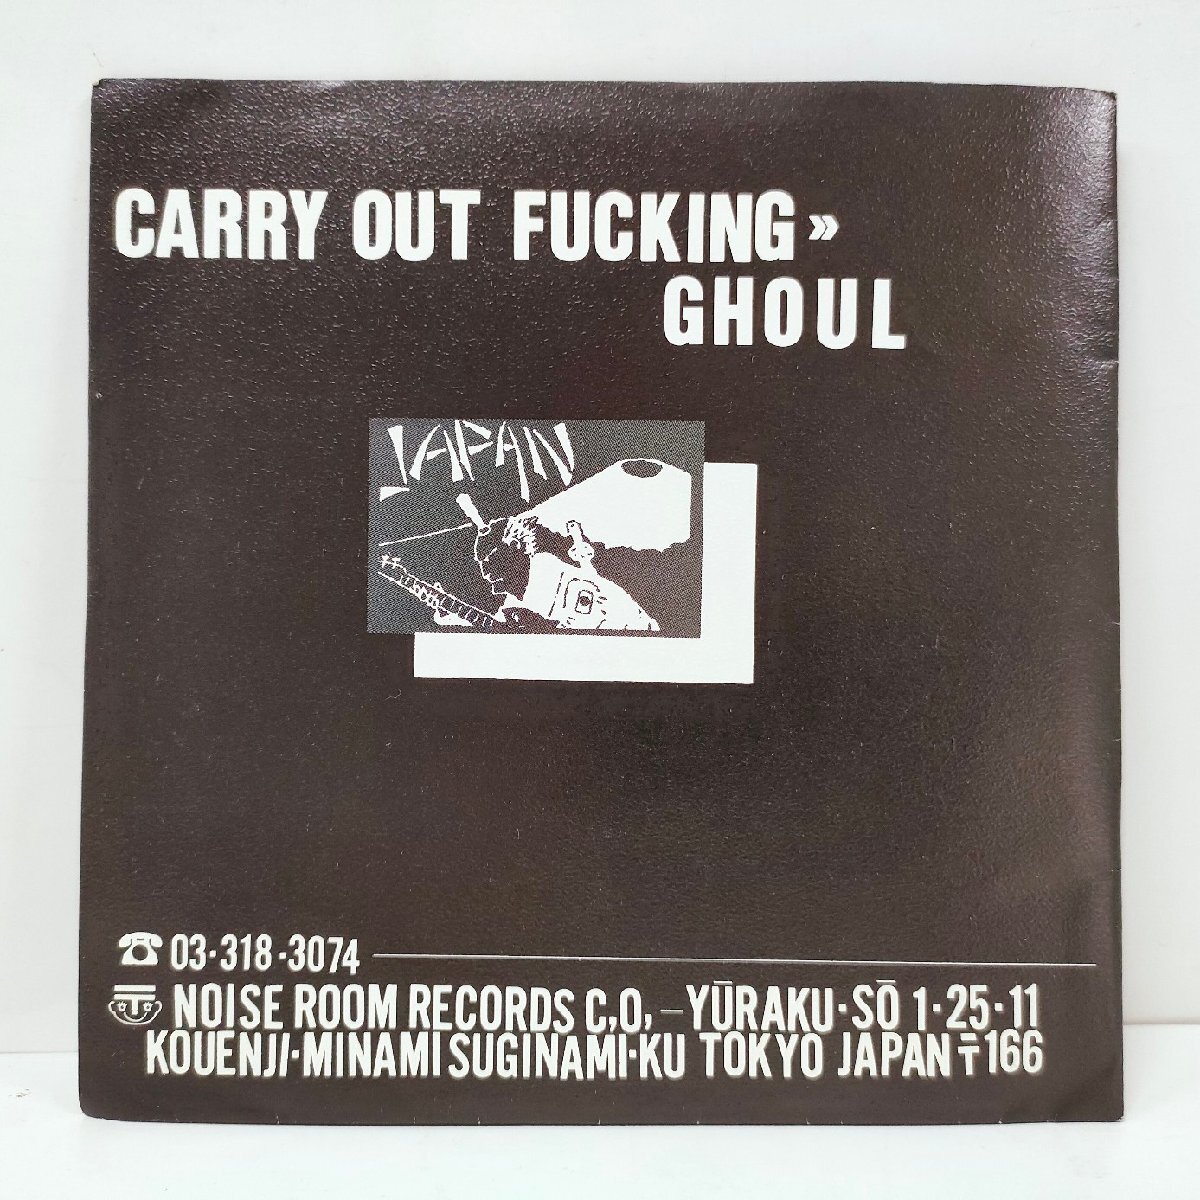 CARRY OUT FUCKING»
GHOUL
JAPAN
☎ 03·318-3074
NOISE ROOM RECORDS C,O, —YŪRAKU·SŌ 1·25·11
KOUENJI·MINAMI SUGINAMI·KU TOKYO JAPAN 〒166